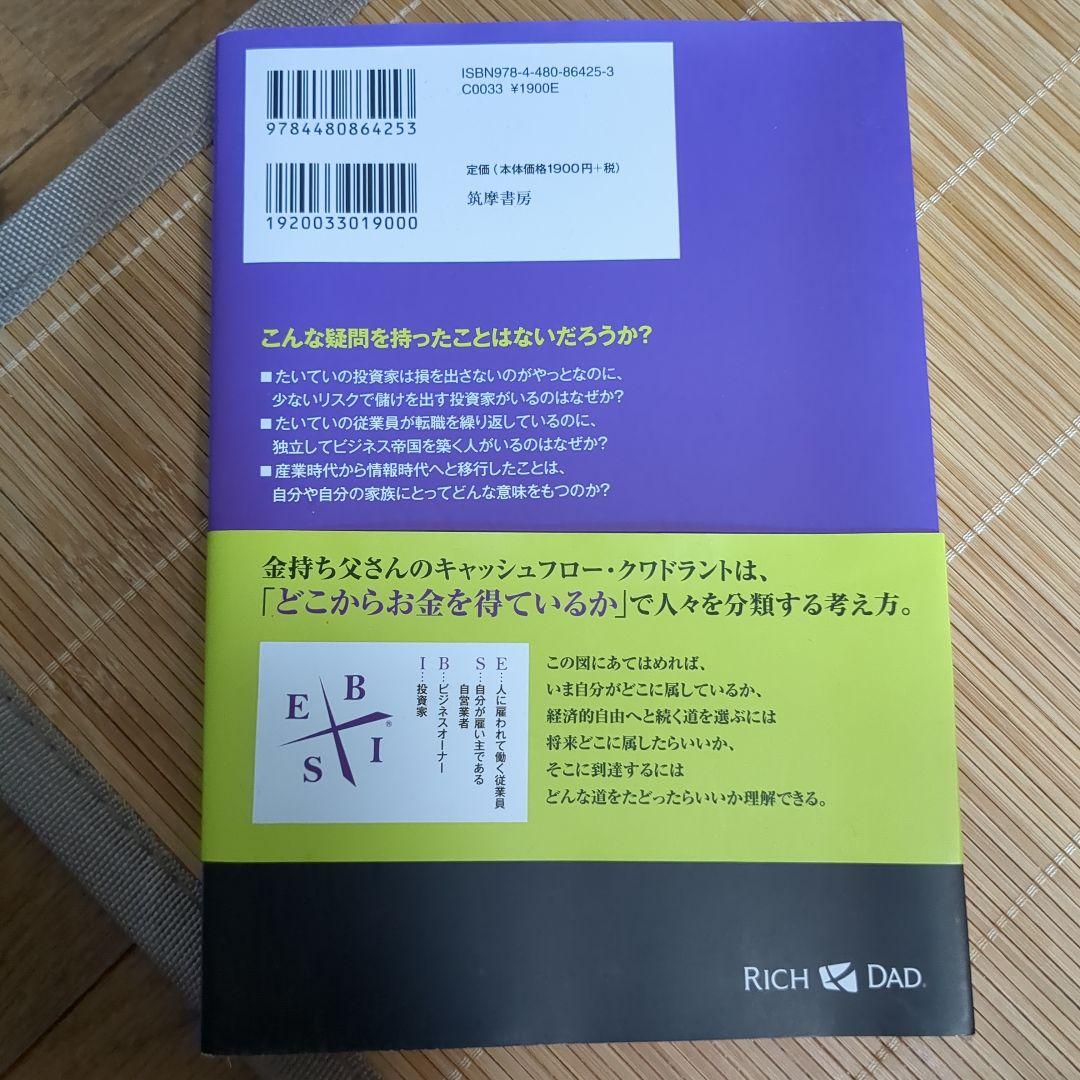 ISBN978-4-480-86425-3
C0033 ¥1900E
9784480864253
定価（本体価格1900円＋税）
筑摩書房
1920033019000
こんな疑問を持ったことはないだろうか？
■たいていの投資家は損を出さないのがやっとなのに、
少ないリスクで儲けを出す投資家がいるのはなぜか？
■たいていの従業員が転職を繰り返しているのに、
独立してビジネス帝国を築く人がいるのはなぜか？
■産業時代から情報時代へと移行したことは、
自分や自分の家族にとってどんな意味をもつのか？
金持ち父さんのキャッシュフロー・クワドラントは、
「どこからお金を得ているか」で人々を分類する考え方。
E B
S I ®
E…人に雇われて働く従業員
S…自分が雇い主である
自営業者
B…ビジネスオーナー
I…投資家
この図にあてはめれば、
いま自分がどこに属しているか、
経済的自由へと続く道を選ぶには
将来どこに属したらいいか、
そこに到達するには
どんな道をたどったらいいか理解できる。
RICH DAD®